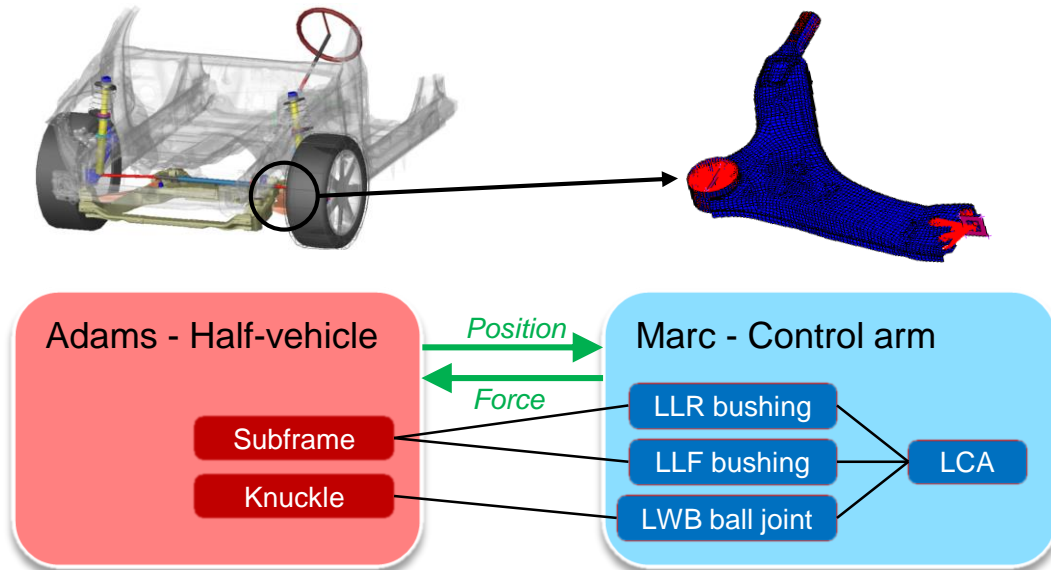 Adams - Half-vehicle
Position
Force
Marc - Control arm
Subframe
Knuckle
LLR bushing
LLF bushing
LWB ball joint
LCA